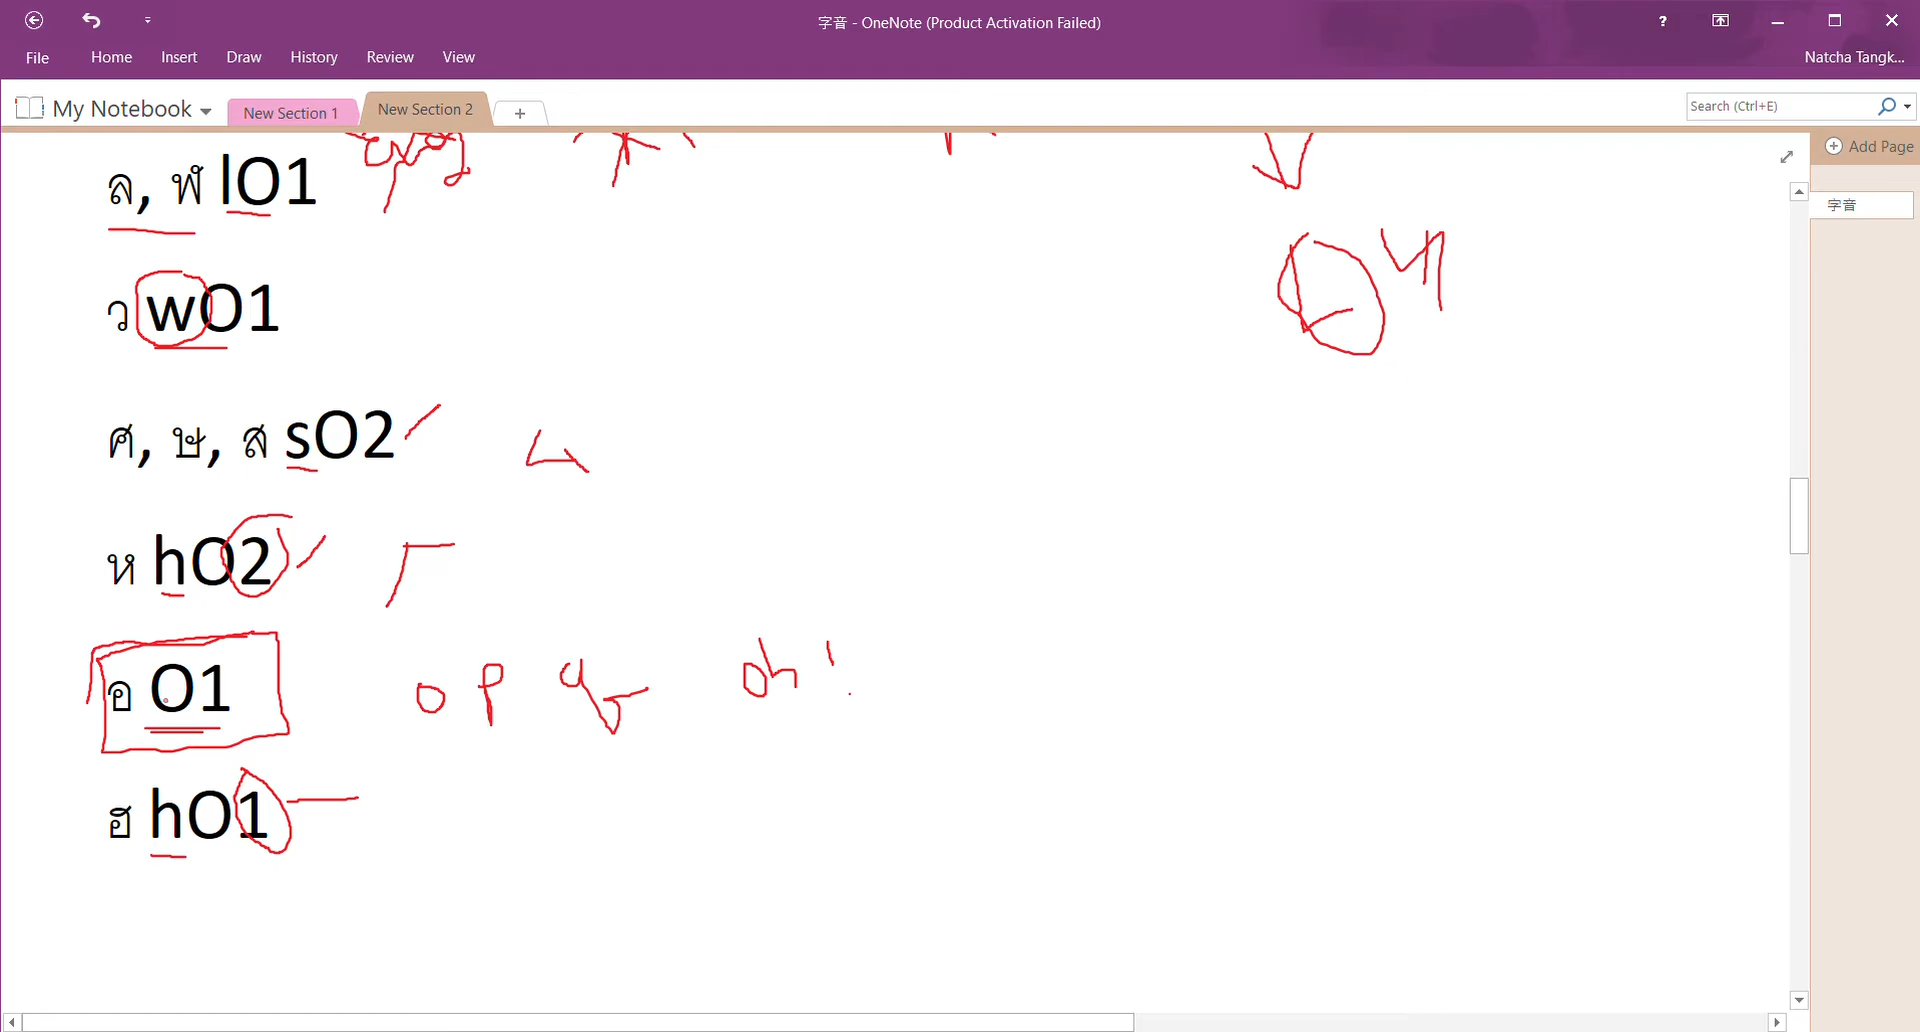 字音 - OneNote (Product Activation Failed)
?
File Home Insert Draw History Review View
Natcha Tangk...
My Notebook New Section 1 New Section 2 +
Search (Ctrl+E)
Add Page
字音
ล, ฬ lO1
ว wO1
ศ, ษ, ส sO2
ห hO2
อ O1 o p oh
ฮ hO1